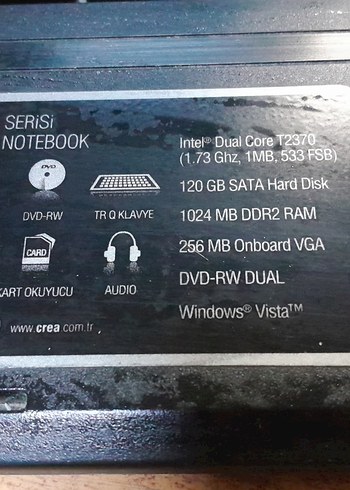 SERİSİ
NOTEBOOK
DVD
DVD-RW
TR Q KLAVYE
CARD
KART OKUYUCU
AUDIO
www.crea.com.tr
Intel® Dual Core T2370
(1.73 Ghz, 1MB, 533 FSB)
120 GB SATA Hard Disk
1024 MB DDR2 RAM
256 MB Onboard VGA
DVD-RW DUAL
Windows® Vista™